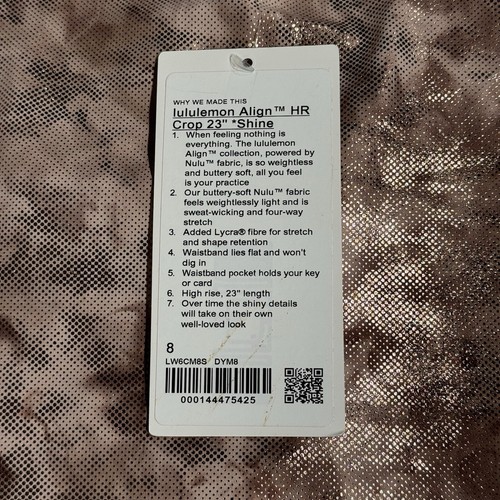 WHY WE MADE THIS
lululemon Align™ HR
Crop 23" *Shine
1. When feeling nothing is
everything. The lululemon
Align™ collection, powered by
Nulu™ fabric, is so weightless
and buttery soft, all you feel
is your practice
2. Our buttery-soft Nulu™ fabric
feels weightlessly light and is
sweat-wicking and four-way
stretch
3. Added Lycra® fibre for stretch
and shape retention
4. Waistband lies flat and won't
dig in
5. Waistband pocket holds your key
or card
6. High rise, 23" length
7. Over time the shiny details
will take on their own
well-loved look
8
LW6CM8S DYM8
000144475425